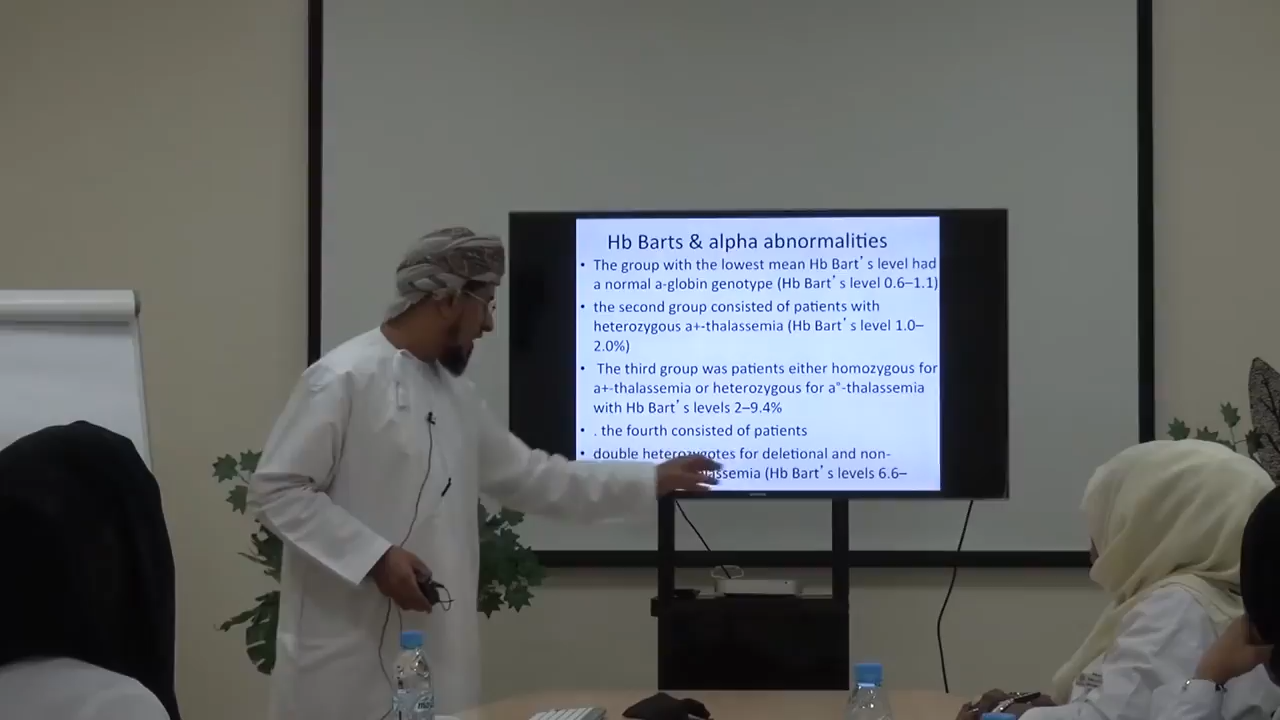 Hb Barts & alpha abnormalities
• The group with the lowest mean Hb Bart's level had
a normal a-globin genotype (Hb Bart's level 0.6–1.1)
• the second group consisted of patients with
heterozygous a+-thalassemia (Hb Bart's level 1.0–
2.0%)
• The third group was patients either homozygous for
a+-thalassemia or heterozygous for a°-thalassemia
with Hb Bart's levels 2–9.4%
• . the fourth consisted of patients
• double heterozygotes for deletional and non-
(Hb Bart's levels 6.6–